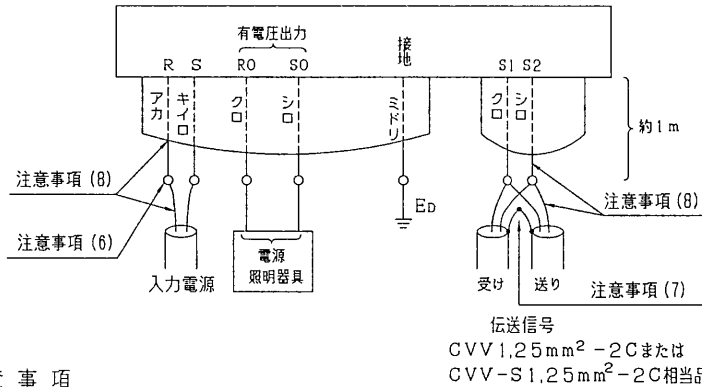 有電圧出力
接地
R S RO SO S1 S2
アカ
キイロ
クロ
シロ
ミドリ
クロ
シロ
約1m
注意事項(8)
注意事項(6)
ED
注意事項(8)
入力電源
電源
照明器具
受け
送り
注意事項(7)
伝送信号
CVV1,25mm²-2Cまたは
CVV-S1,25mm²-2C相当品
事項